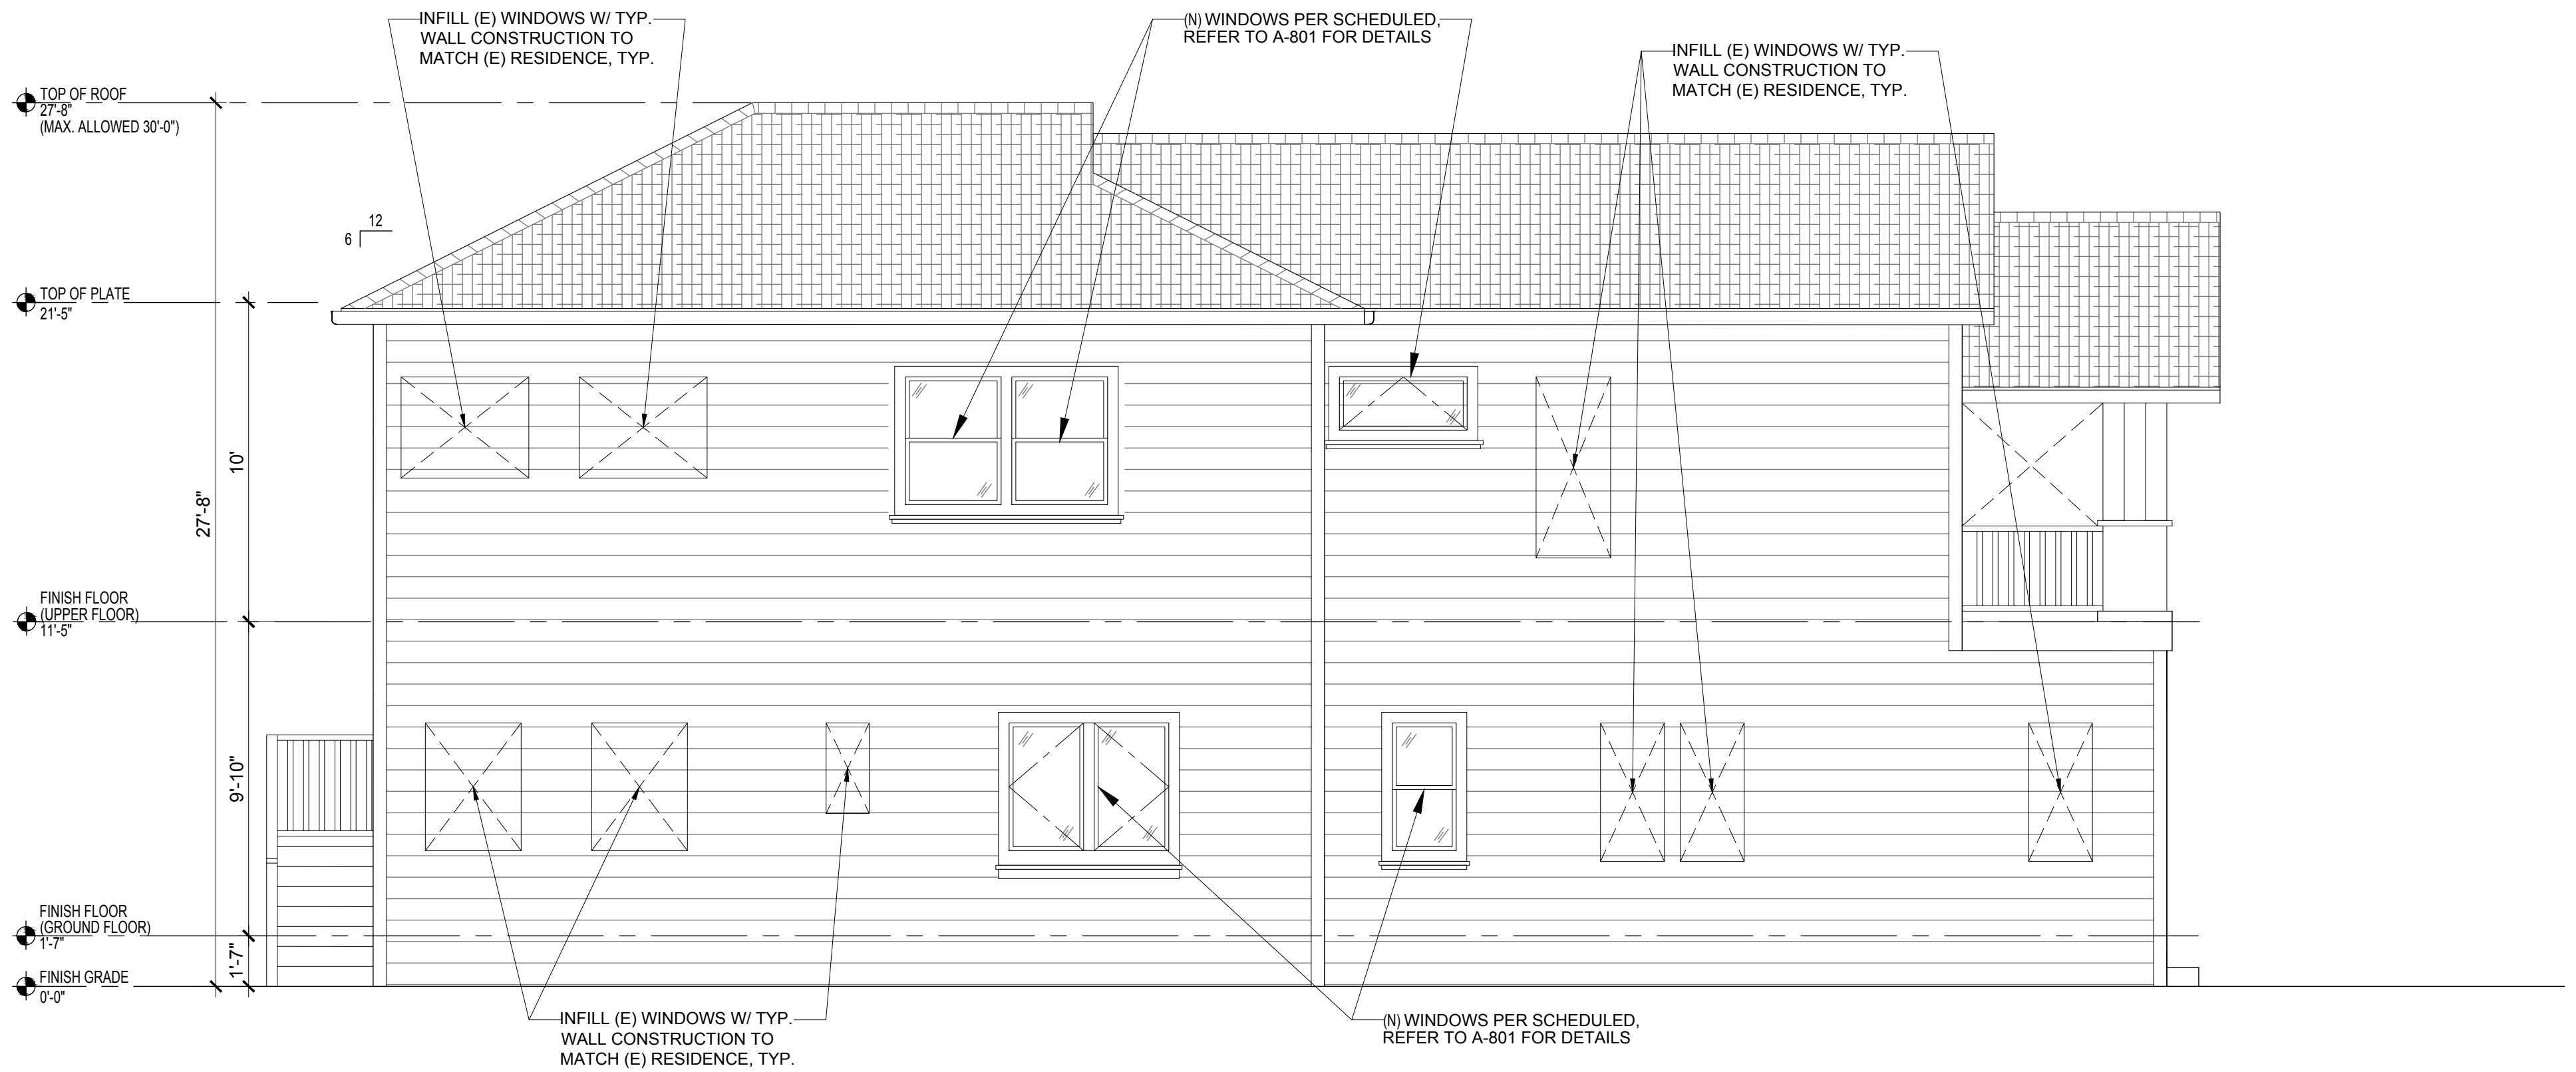 INFILL (E) WINDOWS W/ TYP.
WALL CONSTRUCTION TO
MATCH (E) RESIDENCE, TYP.
(N) WINDOWS PER SCHEDULED,
REFER TO A-801 FOR DETAILS
INFILL (E) WINDOWS W/ TYP.
WALL CONSTRUCTION TO
MATCH (E) RESIDENCE, TYP.
TOP OF ROOF
27'-8"
(MAX. ALLOWED 30'-0")
12
6
TOP OF PLATE
21'-5"
10'
27'-8"
FINISH FLOOR
(UPPER FLOOR)
11'-5"
9'-10"
FINISH FLOOR
(GROUND FLOOR)
1'-7"
1'-7"
FINISH GRADE
0'-0"
INFILL (E) WINDOWS W/ TYP.
WALL CONSTRUCTION TO
MATCH (E) RESIDENCE, TYP.
(N) WINDOWS PER SCHEDULED,
REFER TO A-801 FOR DETAILS